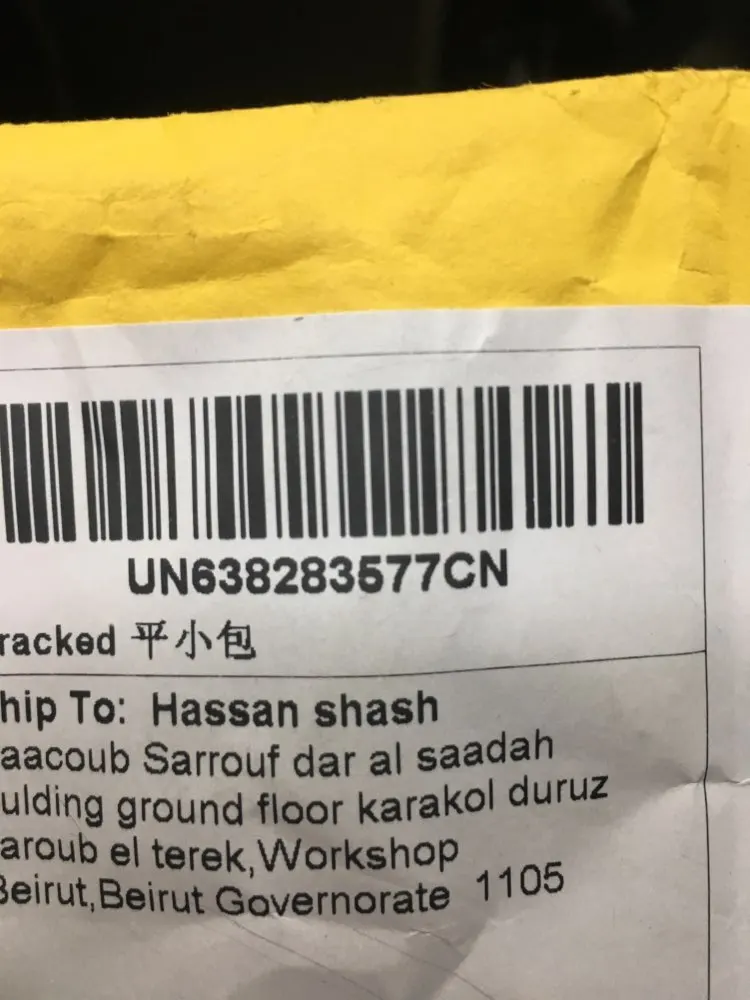 UN638283577CN
racked 平小包
hip To: Hassan shash
aacoub Sarrouf dar al saadah
ulding ground floor karakol duruz
aroub el terek,Workshop
Beirut,Beirut Governorate 1105